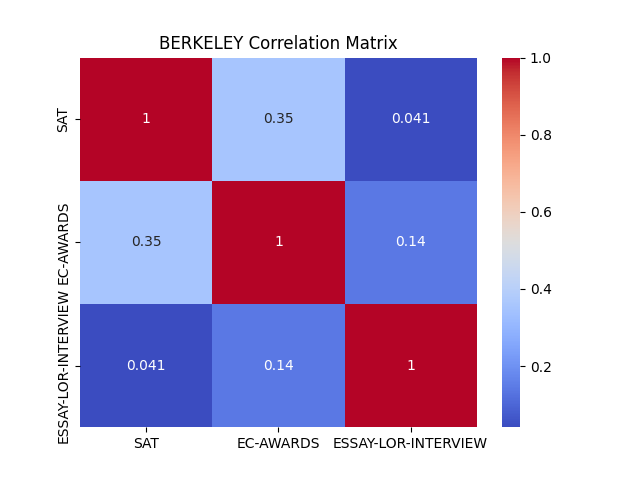 BERKELEY Correlation Matrix
SAT
1
0.35
0.041
EC-AWARDS
0.35
1
0.14
ESSAY-LOR-INTERVIEW
0.041
0.14
1
SAT
EC-AWARDS
ESSAY-LOR-INTERVIEW
1.0
0.8
0.6
0.4
0.2